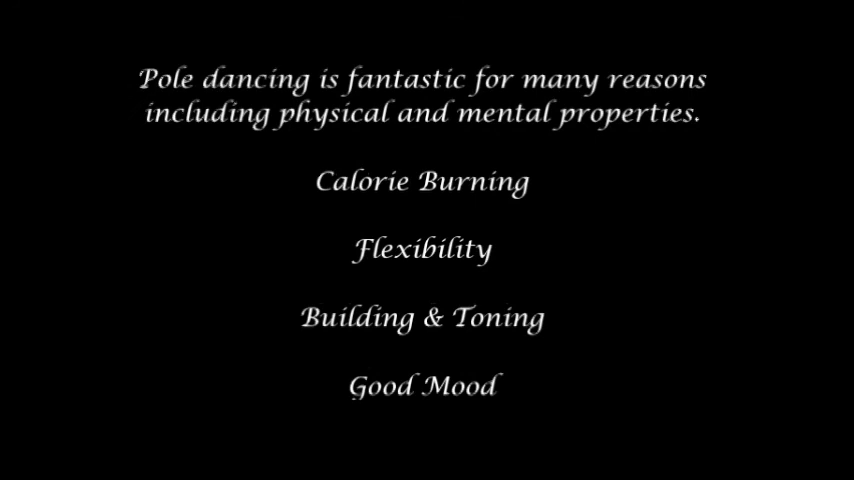 Pole dancing is fantastic for many reasons
including physical and mental properties.
Calorie Burning
Flexibility
Building & Toning
Good Mood